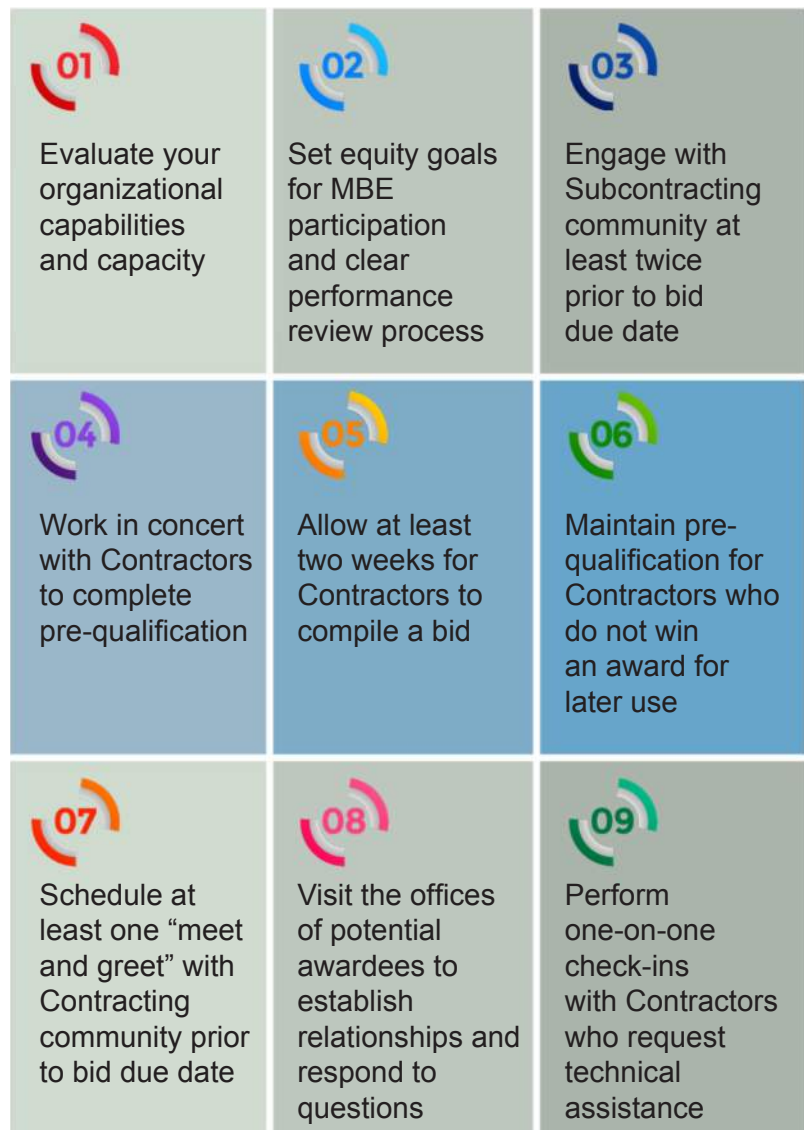 01
Evaluate your
organizational
capabilities
and capacity
02
Set equity goals
for MBE
participation
and clear
performance
review process
03
Engage with
Subcontracting
community at
least twice
prior to bid
due date
04
Work in concert
with Contractors
to complete
pre-qualification
05
Allow at least
two weeks for
Contractors to
compile a bid
06
Maintain pre-
qualification for
Contractors who
do not win
an award for
later use
07
Schedule at
least one “meet
and greet” with
Contracting
community prior
to bid due date
08
Visit the offices
of potential
awardees to
establish
relationships and
respond to
questions
09
Perform
one-on-one
check-ins
with Contractors
who request
technical
assistance